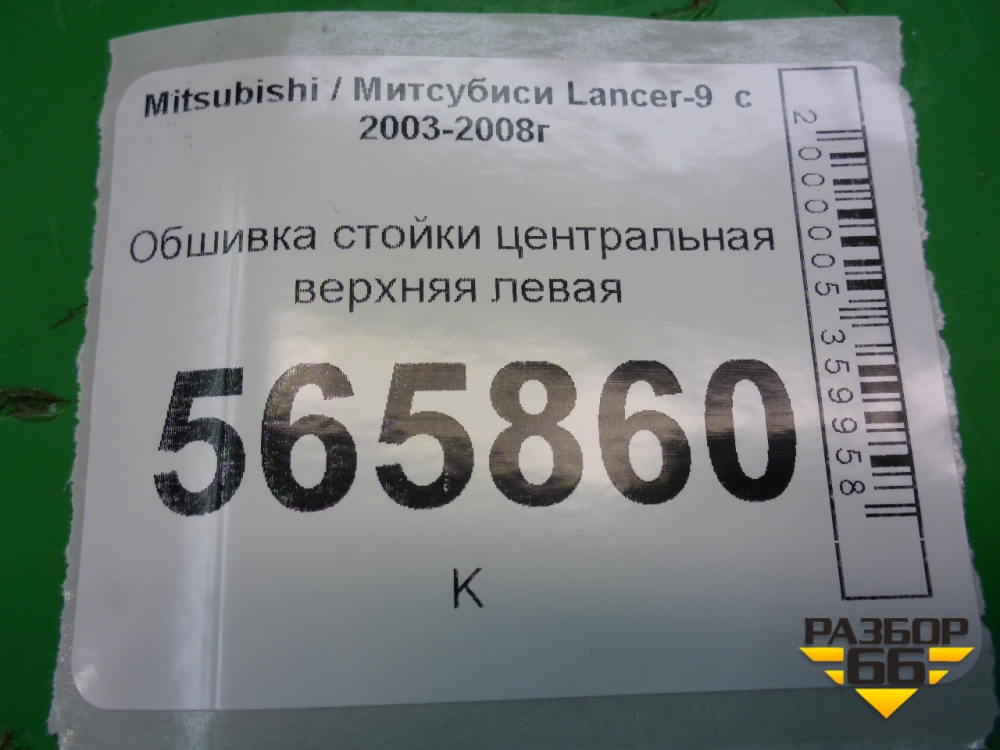 Mitsubishi / Митсубиси Lancer-9 с
2003-2008г
Обшивка стойки центральная
верхняя левая
565860
К
2000005359958
РАЗБОР
66